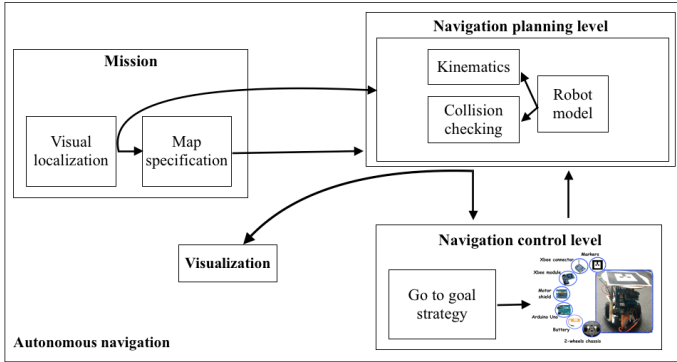 Navigation planning level
Mission
Kinematics
Robot
model
Collision
checking
Visual
localization
Map
specification
Visualization
Navigation control level
Markers
Xbee connector
Xbee module
Motor
shield
Arduino Uno
Battery
2-wheels chassis
Go to goal
strategy
Autonomous navigation